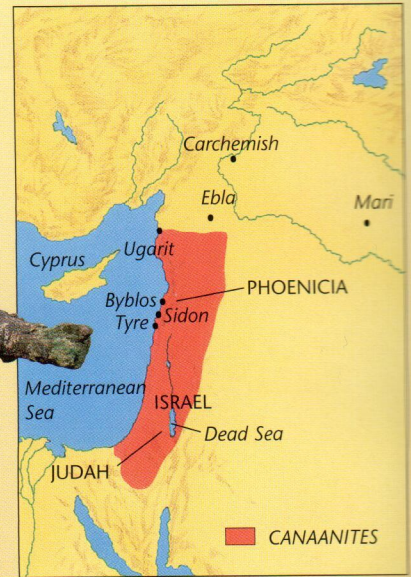 Carchemish
Ebla
Mari
Ugarit
Cyprus
PHOENICIA
Byblos
Sidon
Tyre
Mediterranean
Sea
ISRAEL
Dead Sea
JUDAH
CANAANITES